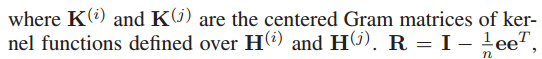 where K^(i) and K^(j) are the centered Gram matrices of ker-
nel functions defined over H^(i) and H^(j). R = I − 1/n ee^T,